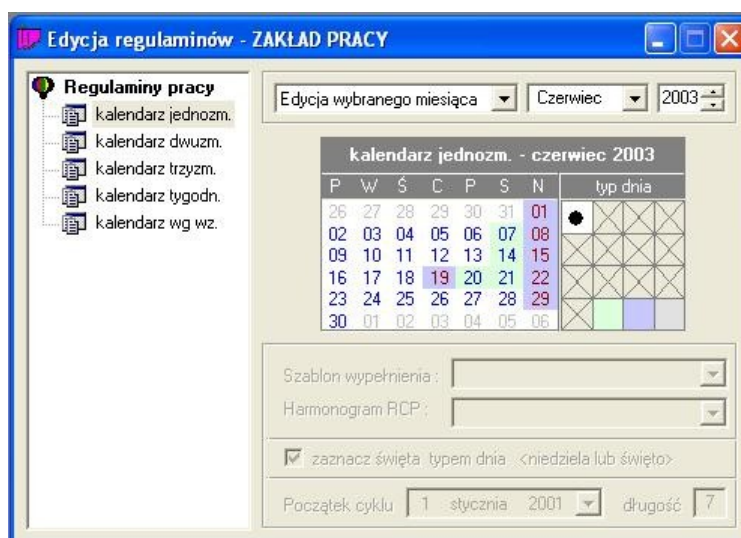 Edycja regulaminów - ZAKŁAD PRACY
Regulaminy pracy
kalendarz jednozm.
kalendarz dwuzm.
kalendarz trzyzm.
kalendarz tygodn.
kalendarz wg wz.
Edycja wybranego miesiąca Czerwiec 2003
kalendarz jednozm. - czerwiec 2003
P W Ś C P S N typ dnia
26 27 28 29 30 31 01
02 03 04 05 06 07 08
09 10 11 12 13 14 15
16 17 18 19 20 21 22
23 24 25 26 27 28 29
30 01 02 03 04 05 06
Szablon wypełnienia :
Harmonogram RCP :
zaznacz święta typem dnia <niedziela lub święto>
Początek cyklu 1 stycznia 2001 długość 7